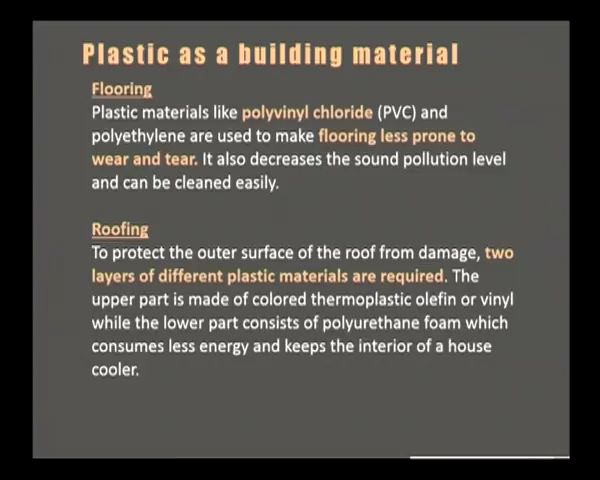 Plastic as a building material
Flooring
Plastic materials like polyvinyl chloride (PVC) and
polyethylene are used to make flooring less prone to
wear and tear. It also decreases the sound pollution level
and can be cleaned easily.
Roofing
To protect the outer surface of the roof from damage, two
layers of different plastic materials are required. The
upper part is made of colored thermoplastic olefin or vinyl
while the lower part consists of polyurethane foam which
consumes less energy and keeps the interior of a house
cooler.